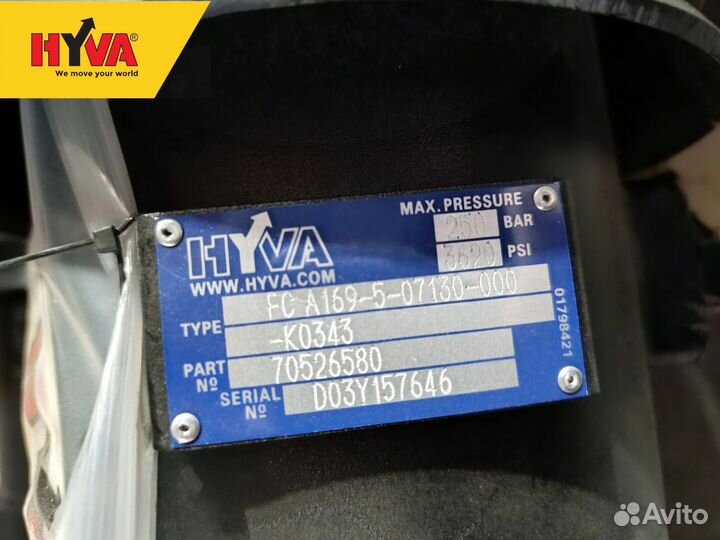 HYVA®
We move your world
HYVA
WWW.HYVA.COM
MAX. PRESSURE
250 BAR
3620 PSI
TYPE FC A169-5-07130-000
-K0343
PART Nº 70526580
SERIAL Nº D03Y157646
01798421
Avito